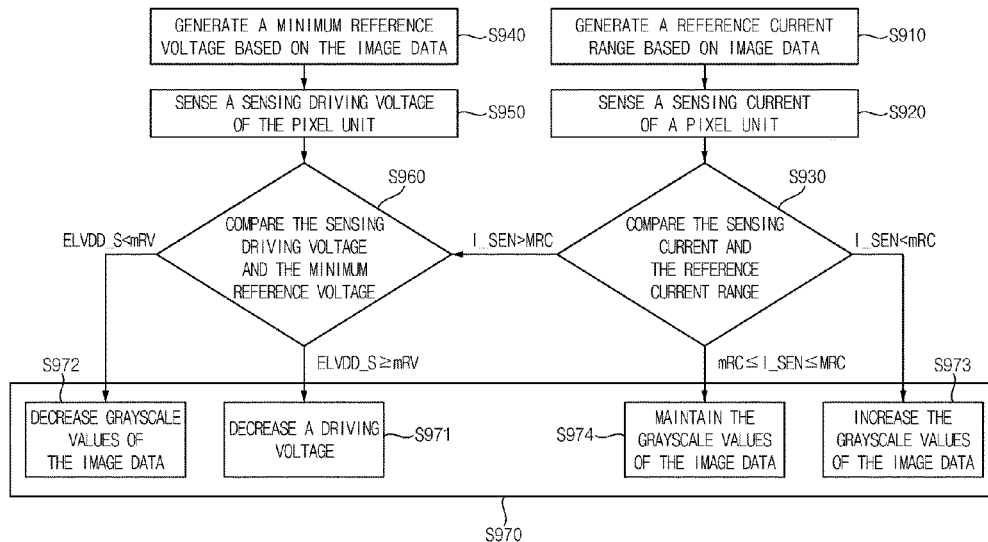 GENERATE A MINIMUM REFERENCE
VOLTAGE BASED ON THE IMAGE DATA
S940
GENERATE A REFERENCE CURRENT
RANGE BASED ON IMAGE DATA
S910
SENSE A SENSING DRIVING VOLTAGE
OF THE PIXEL UNIT
S950
SENSE A SENSING CURRENT
OF A PIXEL UNIT
S920
S960
S930
ELVDD_S<mRV
COMPARE THE SENSING
DRIVING VOLTAGE
AND THE MINIMUM
REFERENCE VOLTAGE
I_SEN>MRC
COMPARE THE SENSING
CURRENT AND
THE REFERENCE
CURRENT RANGE
I_SEN<mRC
ELVDD_S≥mRV
mRC≤I_SEN≤MRC
S972
S973
DECREASE GRAYSCALE
VALUES OF
THE IMAGE DATA
DECREASE A DRIVING
VOLTAGE
S971
S974
MAINTAIN THE
GRAYSCALE VALUES
OF THE IMAGE DATA
INCREASE THE
GRAYSCALE VALUES
OF THE IMAGE DATA
S970